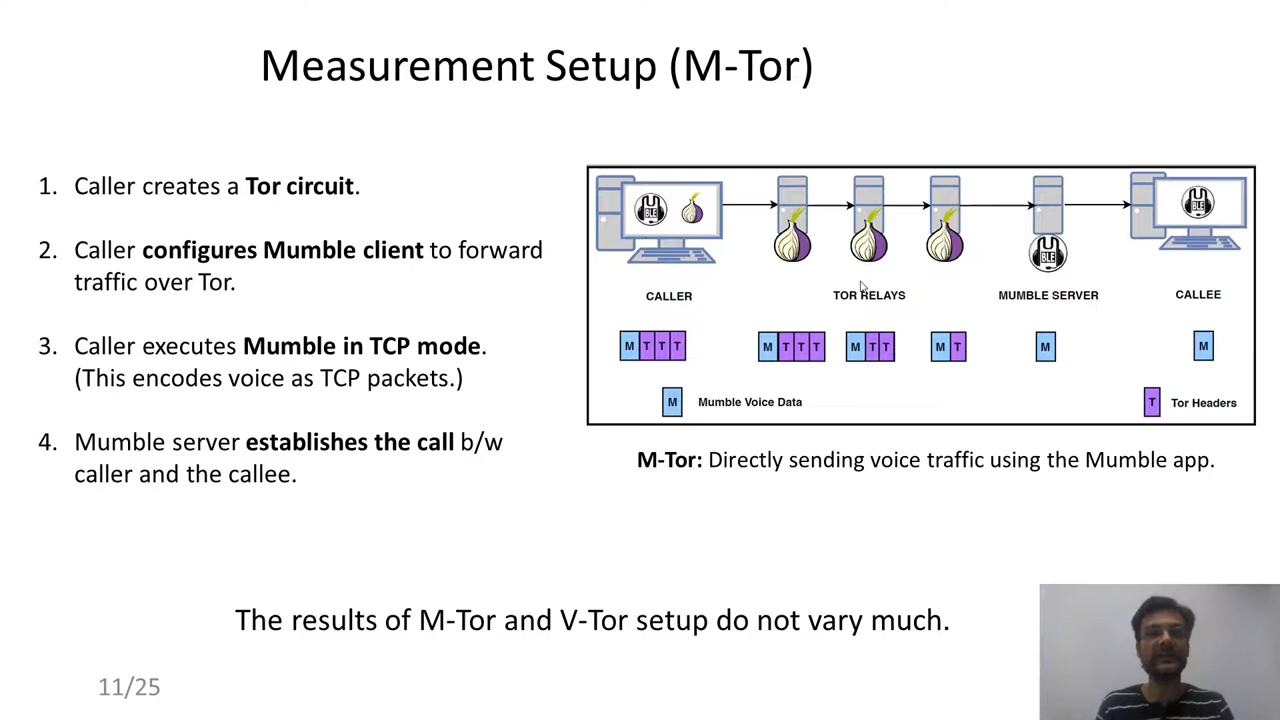 Measurement Setup (M-Tor)
1. Caller creates a Tor circuit.
2. Caller configures Mumble client to forward
traffic over Tor.
3. Caller executes Mumble in TCP mode.
(This encodes voice as TCP packets.)
4. Mumble server establishes the call b/w
caller and the callee.
BLE
BLE
BLE
CALLER
TOR RELAYS
MUMBLE SERVER
CALLEE
M T T T
M T T T
M T T
M T
M
M
M Mumble Voice Data
T Tor Headers
M-Tor: Directly sending voice traffic using the Mumble app.
The results of M-Tor and V-Tor setup do not vary much.
11/25